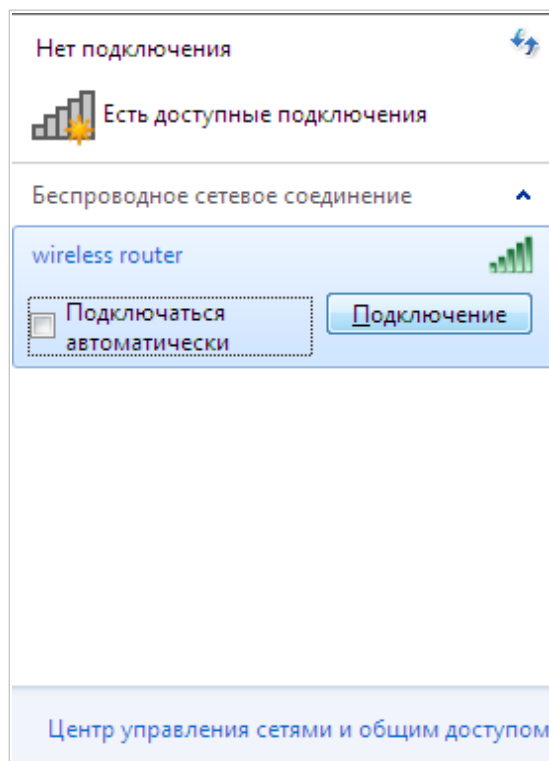 Нет подключения
Есть доступные подключения
Беспроводное сетевое соединение
wireless router
Подключаться
автоматически
Подключение
Центр управления сетями и общим доступом